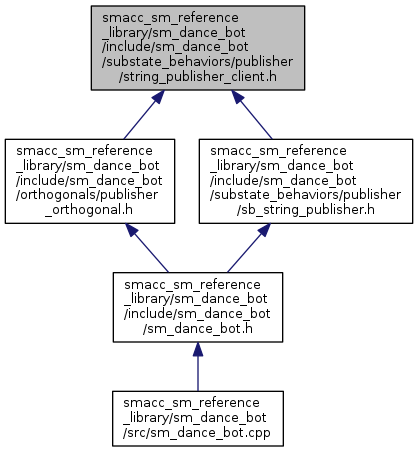 smacc_sm_reference
_library/sm_dance_bot
/include/sm_dance_bot
/substate_behaviors/publisher
/string_publisher_client.h
smacc_sm_reference
_library/sm_dance_bot
/include/sm_dance_bot
/orthogonals/publisher
_orthogonal.h
smacc_sm_reference
_library/sm_dance_bot
/include/sm_dance_bot
/substate_behaviors/publisher
/sb_string_publisher.h
smacc_sm_reference
_library/sm_dance_bot
/include/sm_dance_bot
/sm_dance_bot.h
smacc_sm_reference
_library/sm_dance_bot
/src/sm_dance_bot.cpp